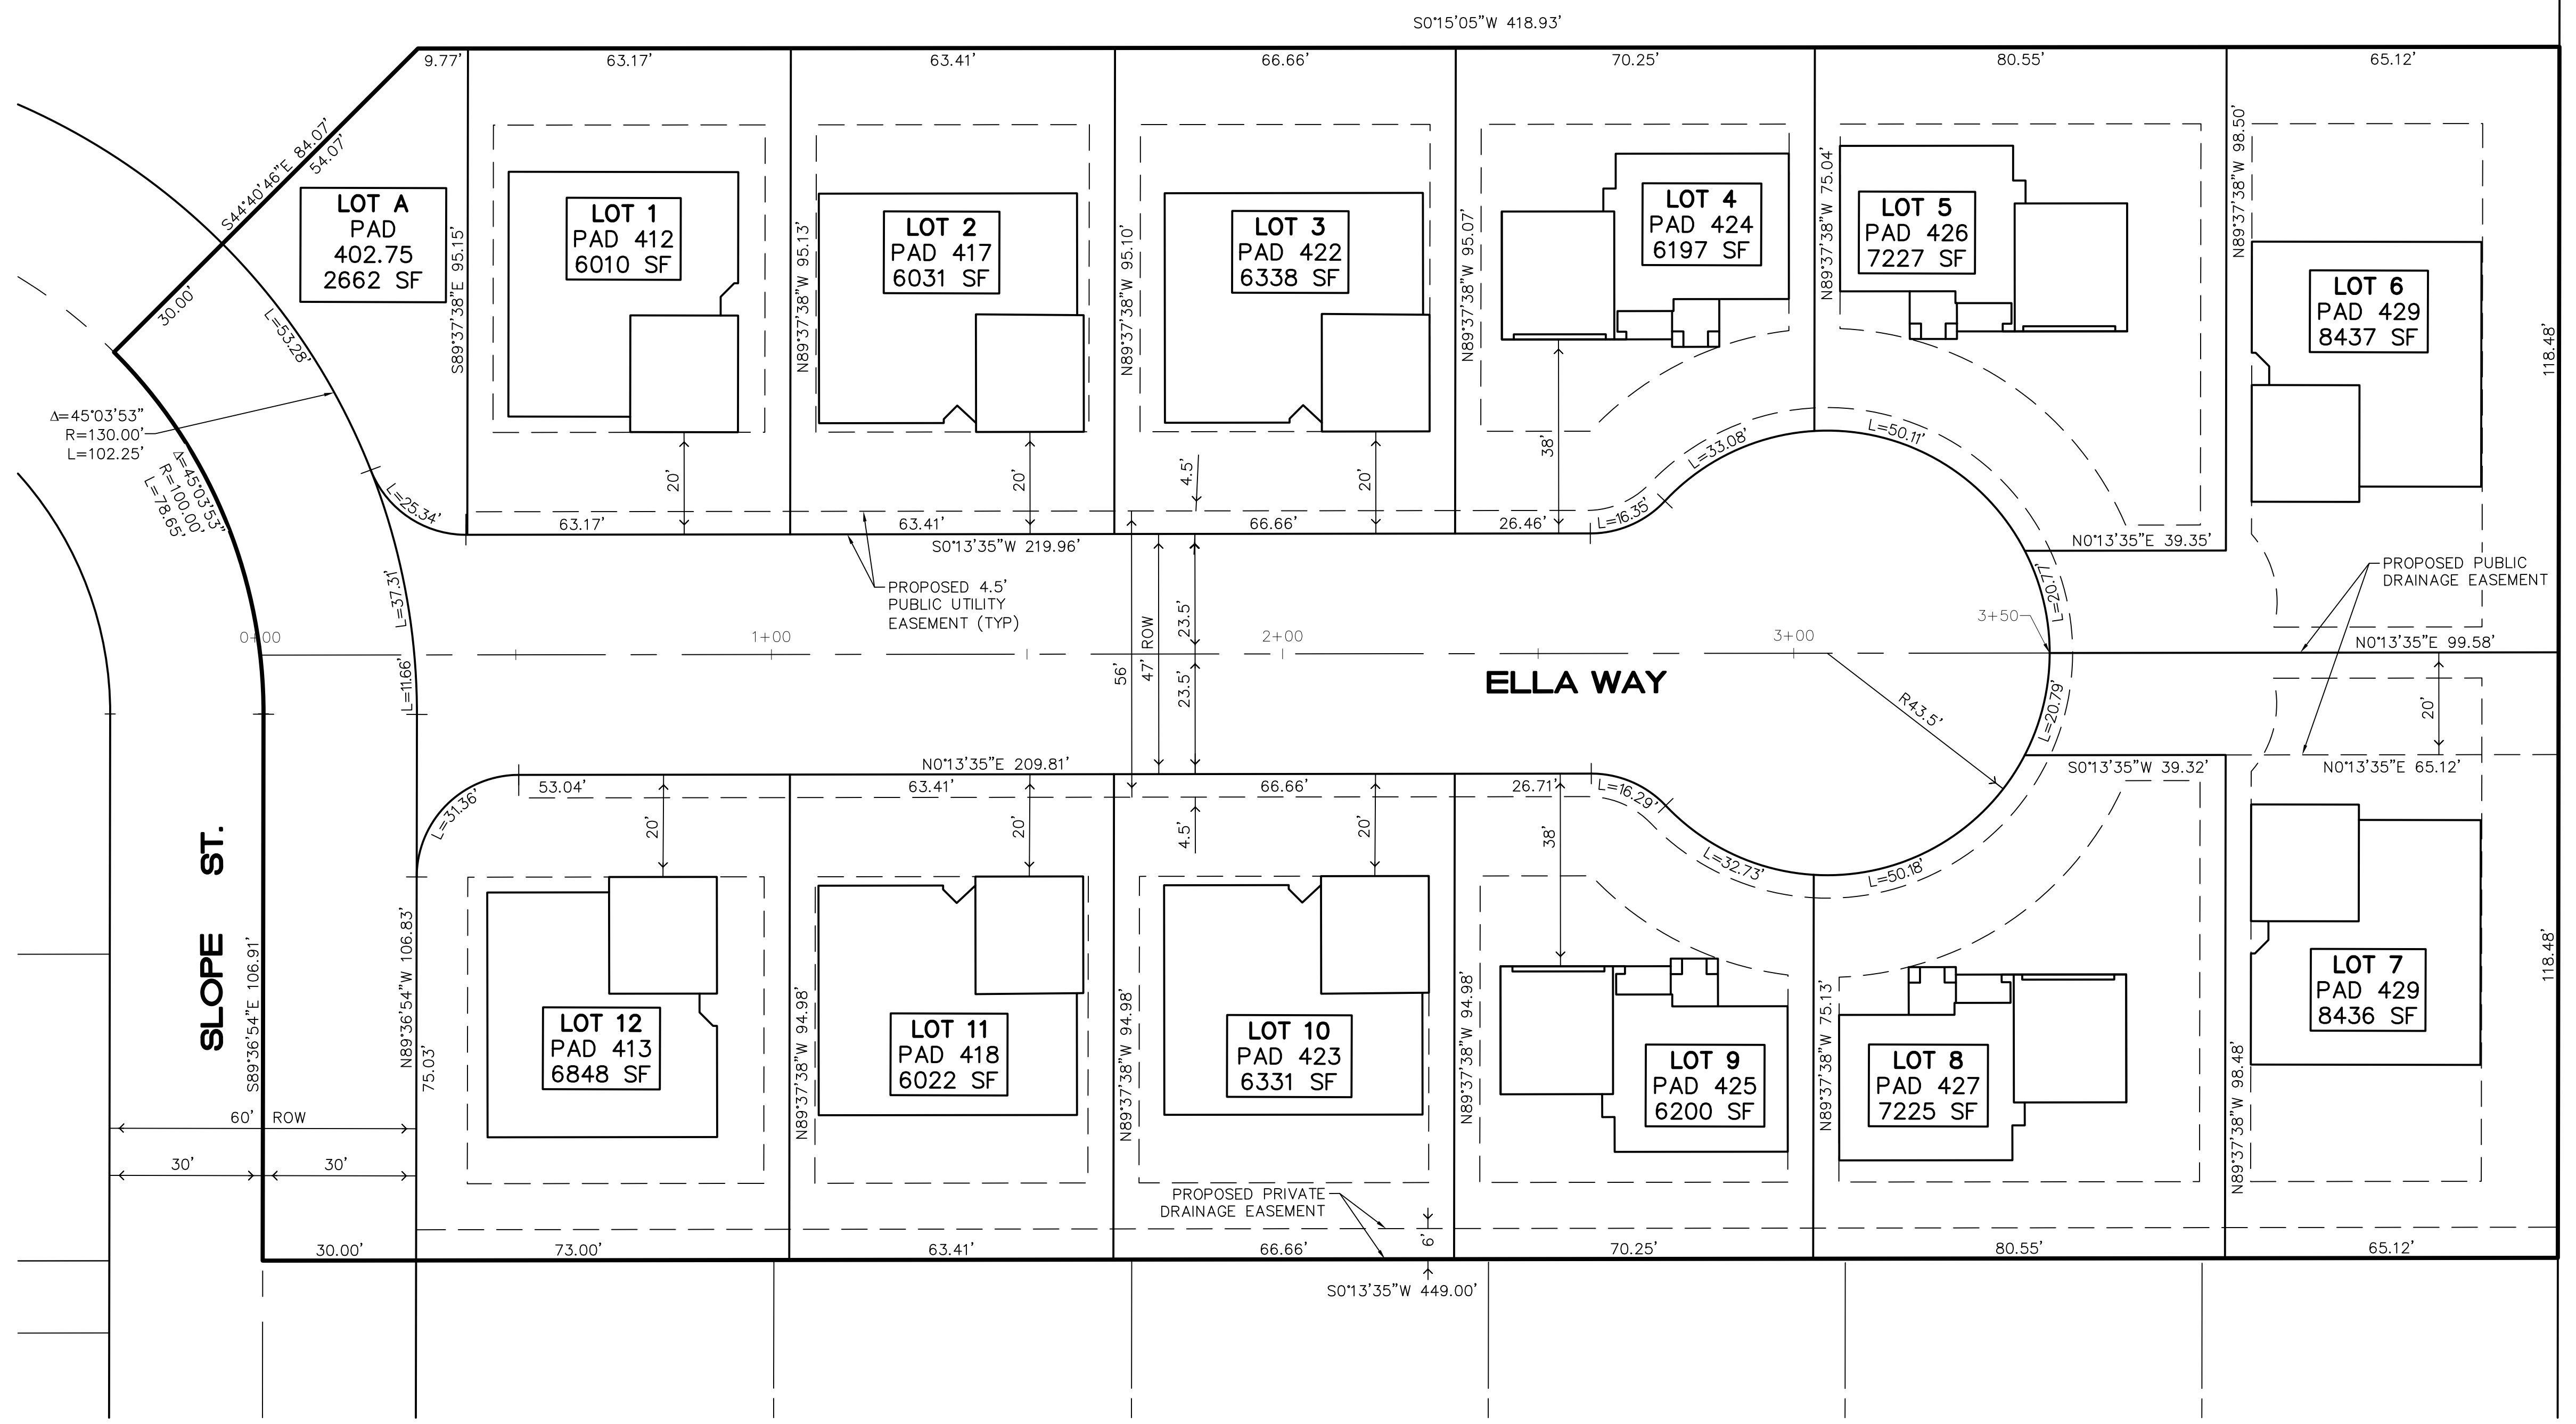 S0°15'05"W 418.93'
9.77'
63.17'
63.41'
66.66'
70.25'
80.55'
65.12'
S44°40'46"E 84.07'
54.07'
30.00'
LOT A
PAD
402.75
2662 SF
S89°37'38"E 95.15'
LOT 1
PAD 412
6010 SF
N89°37'38"W 95.13'
LOT 2
PAD 417
6031 SF
N89°37'38"W 95.10'
LOT 3
PAD 422
6338 SF
N89°37'38"W 95.07'
LOT 4
PAD 424
6197 SF
N89°37'38"W 75.04'
LOT 5
PAD 426
7227 SF
N89°37'38"W 98.50'
LOT 6
PAD 429
8437 SF
118.48'
L=53.28'
Δ=45°03'53"
R=130.00'
L=102.25'
Δ=45°03'53"
R=100.00'
L=78.65'
L=25.34'
L=37.31'
L=11.66'
20'
20'
4.5'
20'
38'
L=33.08'
L=50.11'
63.17'
63.41'
66.66'
26.46'
L=16.35'
S0°13'35"W 219.96'
N0°13'35"E 39.35'
PROPOSED 4.5'
PUBLIC UTILITY
EASEMENT (TYP)
PROPOSED PUBLIC
DRAINAGE EASEMENT
L=20.77'
0+00
1+00
2+00
3+00
3+50
56'
47' ROW
23.5'
23.5'
ELLA WAY
R43.5'
N0°13'35"E 99.58'
L=20.79'
20'
N0°13'35"E 209.81'
S0°13'35"W 39.32'
N0°13'35"E 65.12'
L=31.36'
53.04'
63.41'
66.66'
26.71'
L=16.29'
20'
20'
4.5'
20'
38'
L=32.73'
L=50.18'
SLOPE ST.
S89°36'54"E 106.91'
N89°36'54"W 106.83'
75.03'
LOT 12
PAD 413
6848 SF
N89°37'38"W 94.98'
LOT 11
PAD 418
6022 SF
N89°37'38"W 94.98'
LOT 10
PAD 423
6331 SF
N89°37'38"W 94.98'
LOT 9
PAD 425
6200 SF
N89°37'38"W 75.13'
LOT 8
PAD 427
7225 SF
N89°37'38"W 98.48'
LOT 7
PAD 429
8436 SF
118.48'
60' ROW
30'
30'
PROPOSED PRIVATE
DRAINAGE EASEMENT
6'
30.00'
73.00'
63.41'
66.66'
70.25'
80.55'
65.12'
S0°13'35"W 449.00'